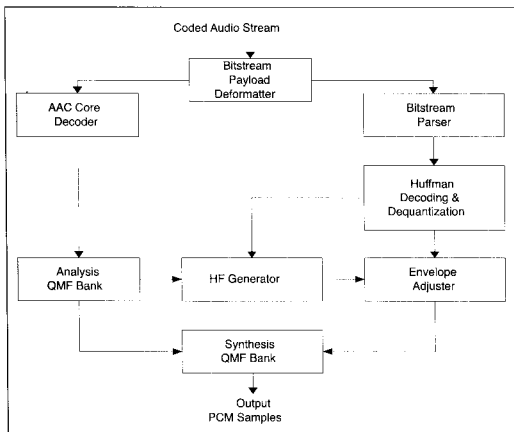 Coded Audio Stream
Bitstream
Payload
Deformatter
AAC Core
Decoder
Bitstream
Parser
Huffman
Decoding &
Dequantization
Analysis
QMF Bank
HF Generator
Envelope
Adjuster
Synthesis
QMF Bank
Output
PCM Samples